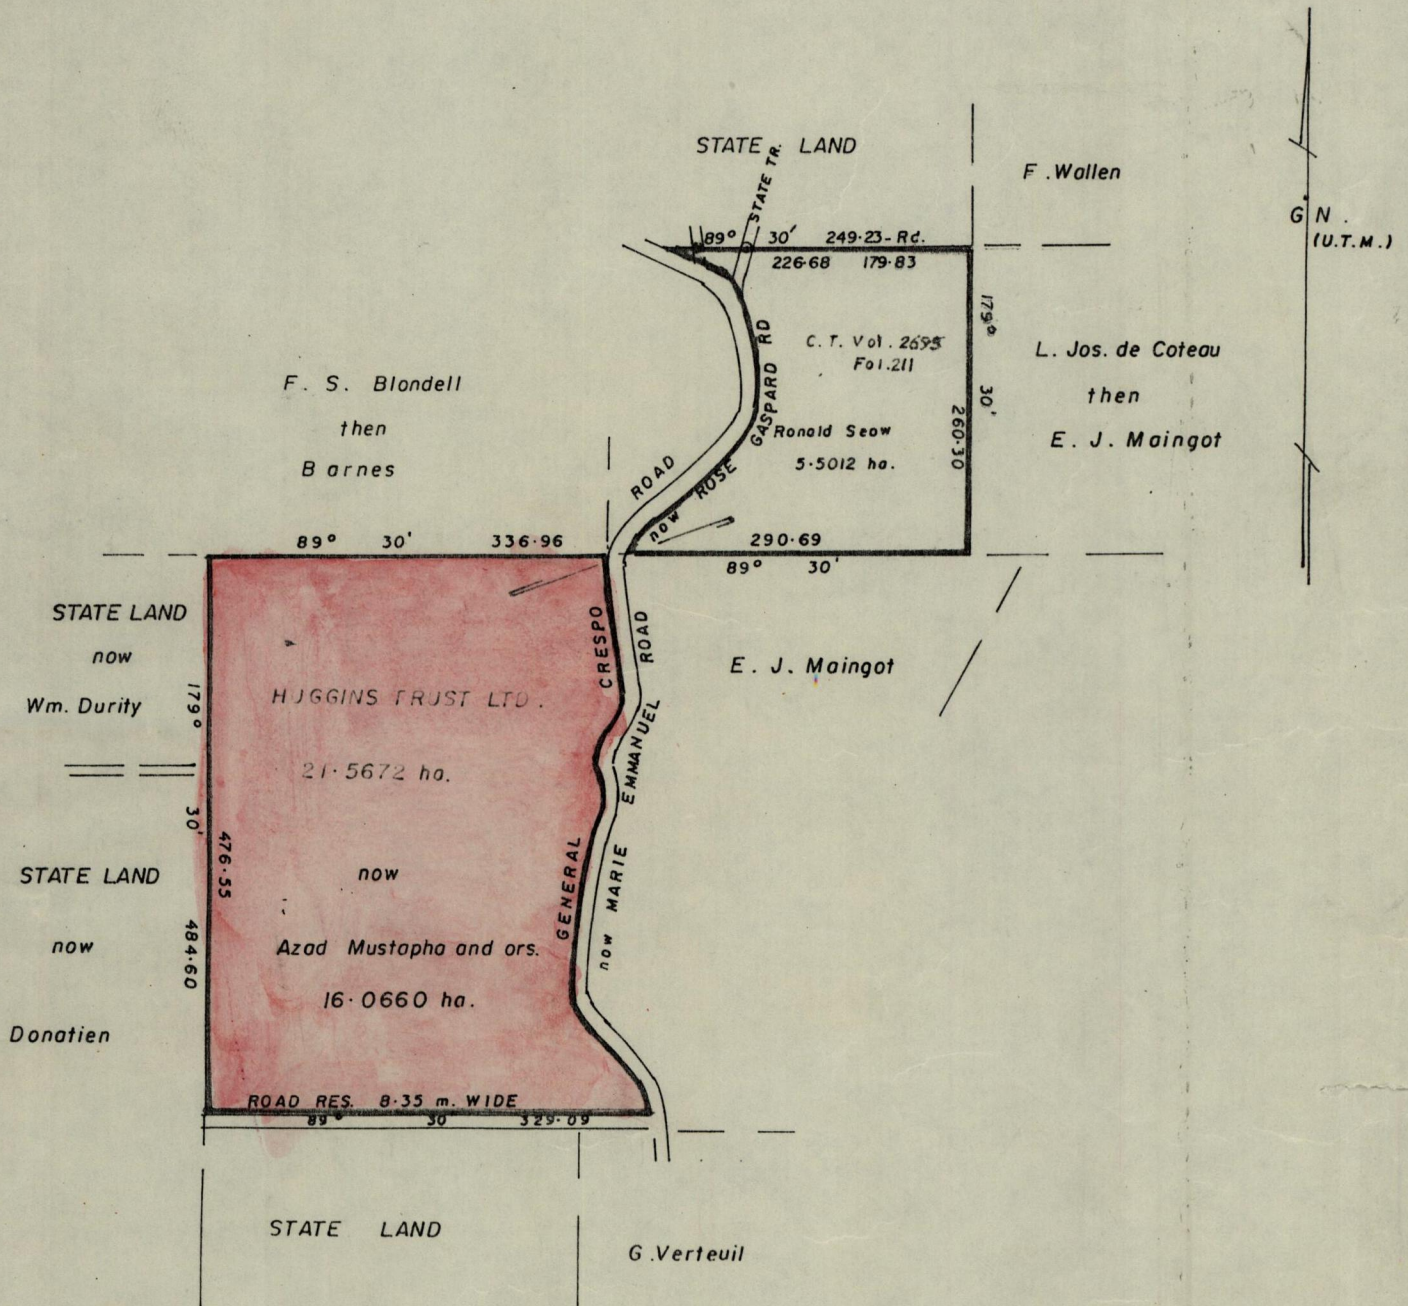 STATE LAND
STATE TR.
F. Wallen
G N.
(U.T.M.)
89° 30' 249·23-Rd.
226·68 179·83
179° 30'
260·30
C. T. Vol. 2695
Fol. 211
Ronald Seow
5·5012 ha.
L. Jos. de Coteau
then
E. J. Maingot
F. S. Blondell
then
Barnes
ROAD
now ROSE GASPARD RD
89° 30' 336·96
290·69
89° 30'
STATE LAND
now
Wm. Durity
179° 30'
476·55
484·60
HUGGINS TRUST LTD.
21·5672 ha.
now
Azad Mustapha and ors.
16·0660 ha.
GENERAL CRESPO
now MARIE EMMANUEL ROAD
E. J. Maingot
STATE LAND
now
Donatien
ROAD RES. 8·35 m. WIDE
89° 30' 329·09
STATE LAND
G. Verteuil